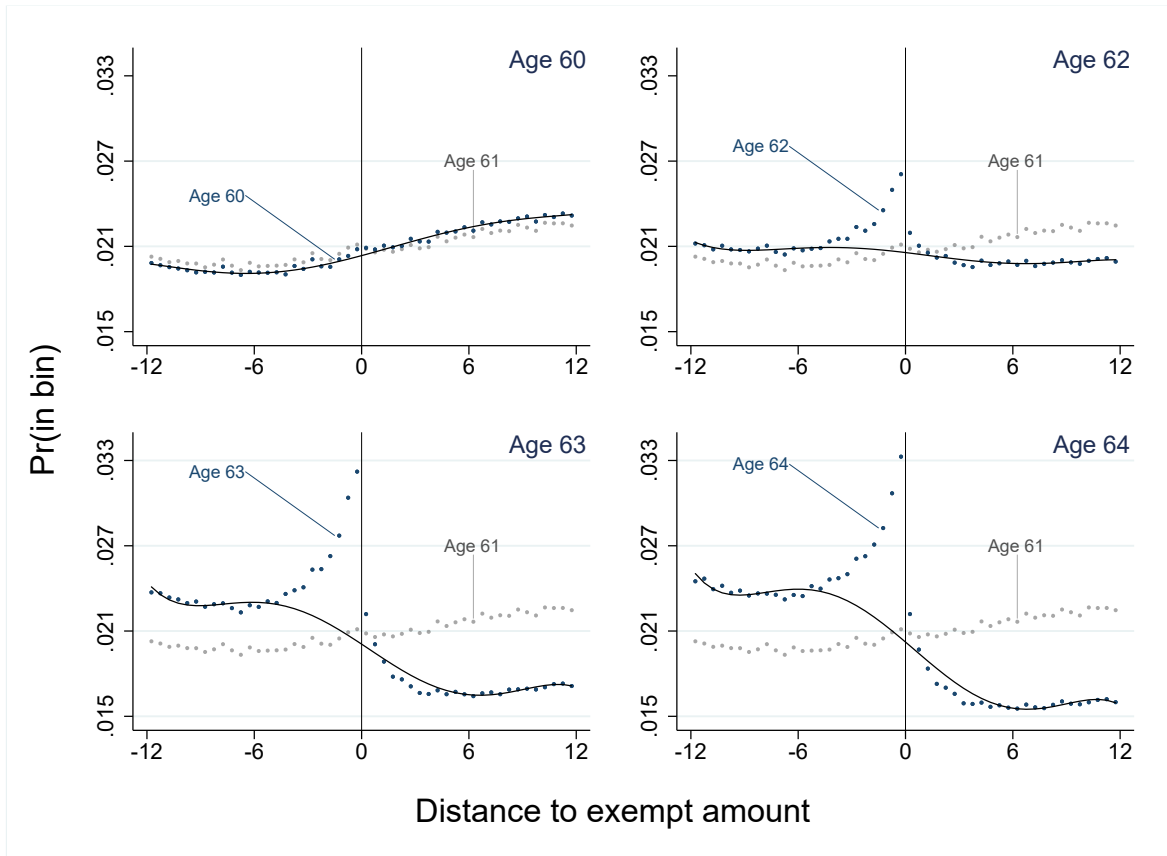 Pr(in bin)
Age 60
.015 .021 .027 .033
Age 60
Age 61
-12 -6 0 6 12
Age 62
.015 .021 .027 .033
Age 62
Age 61
-12 -6 0 6 12
Age 63
.015 .021 .027 .033
Age 63
Age 61
-12 -6 0 6 12
Age 64
.015 .021 .027 .033
Age 64
Age 61
-12 -6 0 6 12
Distance to exempt amount